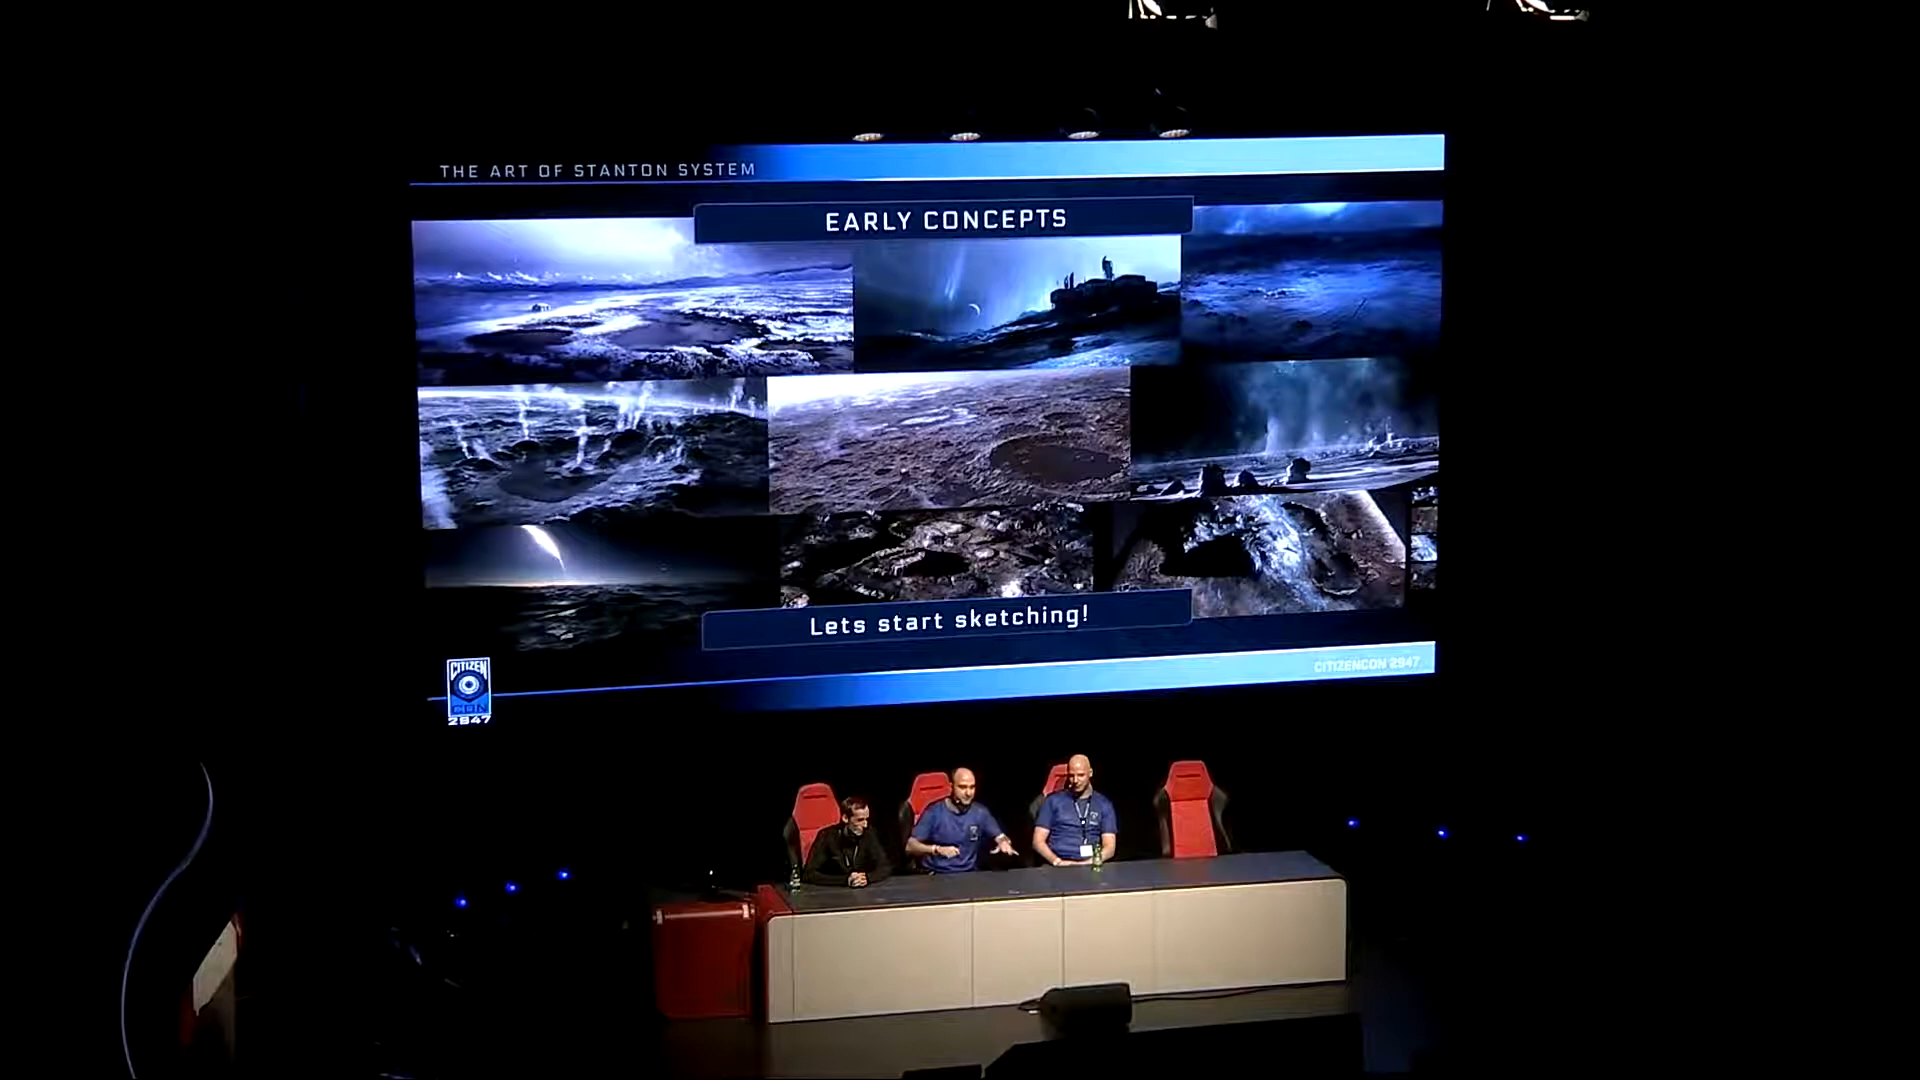 THE ART OF STANTON SYSTEM
EARLY CONCEPTS
Lets start sketching!
CITIZENCON 2947
CITIZEN
CON
2947